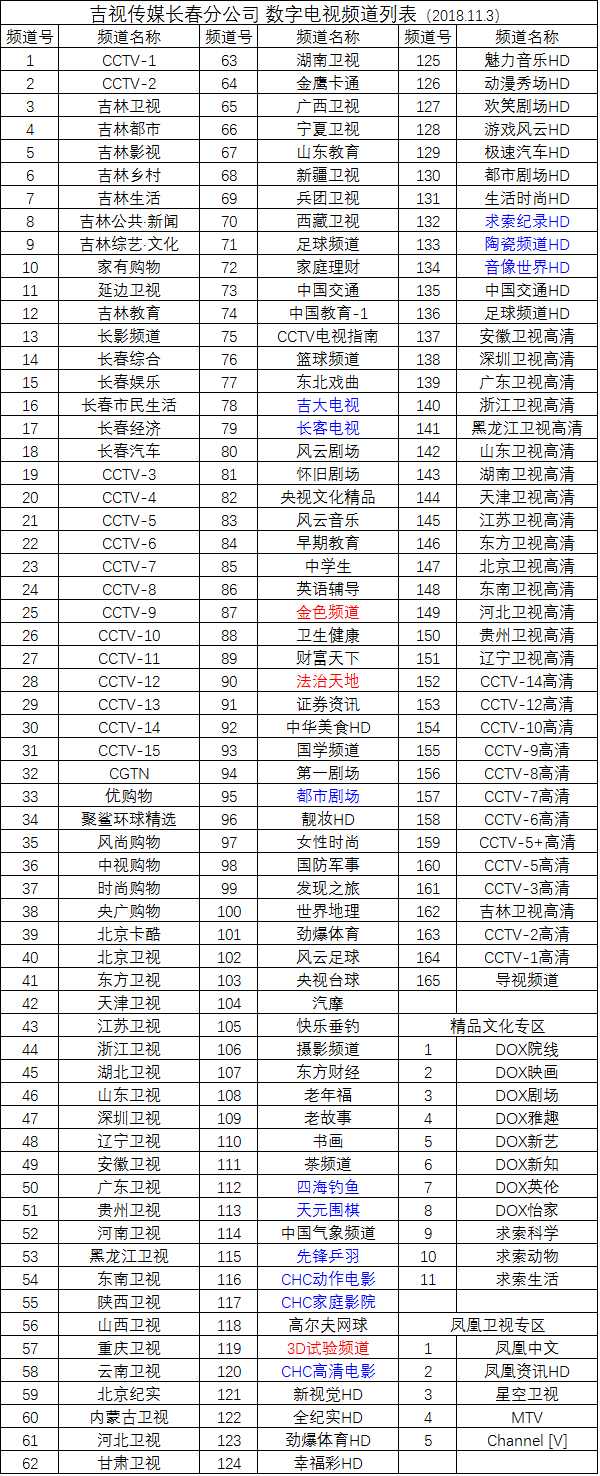 吉视传媒长春分公司 数字电视频道列表（2018.11.3）
频道号 频道名称 频道号 频道名称 频道号 频道名称
1 CCTV-1 63 湖南卫视 125 魅力音乐HD
2 CCTV-2 64 金鹰卡通 126 动漫秀场HD
3 吉林卫视 65 广西卫视 127 欢笑剧场HD
4 吉林都市 66 宁夏卫视 128 游戏风云HD
5 吉林影视 67 山东教育 129 极速汽车HD
6 吉林乡村 68 新疆卫视 130 都市剧场HD
7 吉林生活 69 兵团卫视 131 生活时尚HD
8 吉林公共·新闻 70 西藏卫视 132 求索纪录HD
9 吉林综艺·文化 71 足球频道 133 陶瓷频道HD
10 家有购物 72 家庭理财 134 音像世界HD
11 延边卫视 73 中国交通 135 中国交通HD
12 吉林教育 74 中国教育-1 136 足球频道HD
13 长影频道 75 CCTV电视指南 137 安徽卫视高清
14 长春综合 76 篮球频道 138 深圳卫视高清
15 长春娱乐 77 东北戏曲 139 广东卫视高清
16 长春市民生活 78 吉大电视 140 浙江卫视高清
17 长春经济 79 长客电视 141 黑龙江卫视高清
18 长春汽车 80 风云剧场 142 山东卫视高清
19 CCTV-3 81 怀旧剧场 143 湖南卫视高清
20 CCTV-4 82 央视文化精品 144 天津卫视高清
21 CCTV-5 83 风云音乐 145 江苏卫视高清
22 CCTV-6 84 早期教育 146 东方卫视高清
23 CCTV-7 85 中学生 147 北京卫视高清
24 CCTV-8 86 英语辅导 148 东南卫视高清
25 CCTV-9 87 金色频道 149 河北卫视高清
26 CCTV-10 88 卫生健康 150 贵州卫视高清
27 CCTV-11 89 财富天下 151 辽宁卫视高清
28 CCTV-12 90 法治天地 152 CCTV-14高清
29 CCTV-13 91 证券资讯 153 CCTV-12高清
30 CCTV-14 92 中华美食HD 154 CCTV-10高清
31 CCTV-15 93 国学频道 155 CCTV-9高清
32 CGTN 94 第一剧场 156 CCTV-8高清
33 优购物 95 都市剧场 157 CCTV-7高清
34 聚鲨环球精选 96 靓妆HD 158 CCTV-6高清
35 风尚购物 97 女性时尚 159 CCTV-5+高清
36 中视购物 98 国防军事 160 CCTV-5高清
37 时尚购物 99 发现之旅 161 CCTV-3高清
38 央广购物 100 世界地理 162 吉林卫视高清
39 北京卡酷 101 劲爆体育 163 CCTV-2高清
40 北京卫视 102 风云足球 164 CCTV-1高清
41 东方卫视 103 央视台球 165 导视频道
42 天津卫视 104 汽摩
43 江苏卫视 105 快乐垂钓 精品文化专区
44 浙江卫视 106 摄影频道 1 DOX院线
45 湖北卫视 107 东方财经 2 DOX映画
46 山东卫视 108 老年福 3 DOX剧场
47 深圳卫视 109 老故事 4 DOX雅趣
48 辽宁卫视 110 书画 5 DOX新艺
49 安徽卫视 111 茶频道 6 DOX新知
50 广东卫视 112 四海钓鱼 7 DOX英伦
51 贵州卫视 113 天元围棋 8 DOX怡家
52 河南卫视 114 中国气象频道 9 求索科学
53 黑龙江卫视 115 先锋乒羽 10 求索动物
54 东南卫视 116 CHC动作电影 11 求索生活
55 陕西卫视 117 CHC家庭影院
56 山西卫视 118 高尔夫网球 凤凰卫视专区
57 重庆卫视 119 3D试验频道 1 凤凰中文
58 云南卫视 120 CHC高清电影 2 凤凰资讯HD
59 北京纪实 121 新视觉HD 3 星空卫视
60 内蒙古卫视 122 全纪实HD 4 MTV
61 河北卫视 123 劲爆体育HD 5 Channel [V]
62 甘肃卫视 124 幸福彩HD